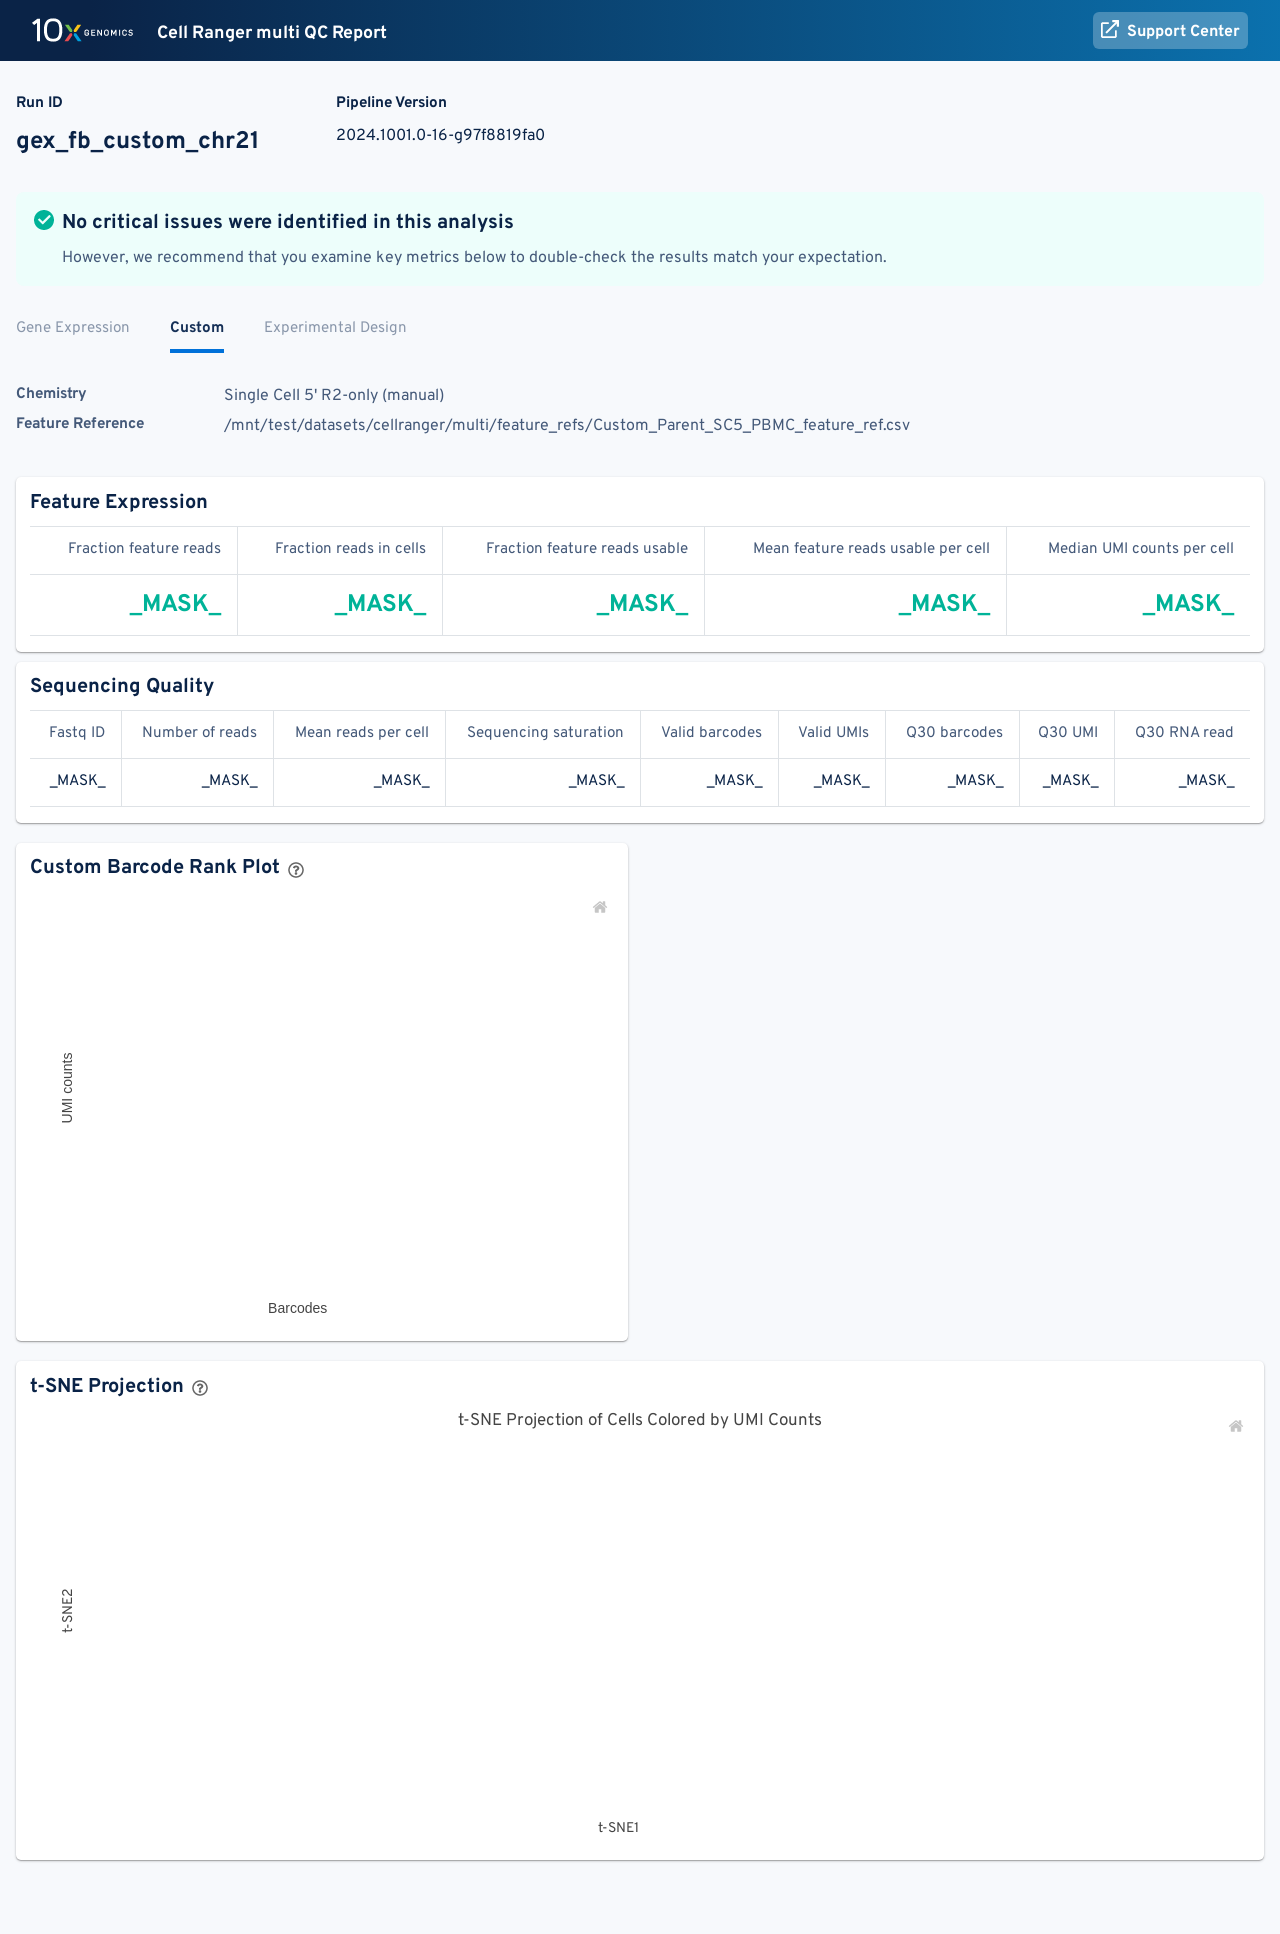 10x GENOMICS Cell Ranger multi QC Report Support Center
Run ID Pipeline Version
gex_fb_custom_chr21 2024.1001.0-16-g97f8819fa0
No critical issues were identified in this analysis
However, we recommend that you examine key metrics below to double-check the results match your expectation.
Gene Expression Custom Experimental Design
Chemistry Single Cell 5' R2-only (manual)
Feature Reference /mnt/test/datasets/cellranger/multi/feature_refs/Custom_Parent_SC5_PBMC_feature_ref.csv
Feature Expression
Fraction feature reads Fraction reads in cells Fraction feature reads usable Mean feature reads usable per cell Median UMI counts per cell
_MASK_ _MASK_ _MASK_ _MASK_ _MASK_
Sequencing Quality
Fastq ID Number of reads Mean reads per cell Sequencing saturation Valid barcodes Valid UMIs Q30 barcodes Q30 UMI Q30 RNA read
_MASK_ _MASK_ _MASK_ _MASK_ _MASK_ _MASK_ _MASK_ _MASK_ _MASK_
Custom Barcode Rank Plot ?
UMI counts
Barcodes
t-SNE Projection ?
t-SNE Projection of Cells Colored by UMI Counts
t-SNE2
t-SNE1